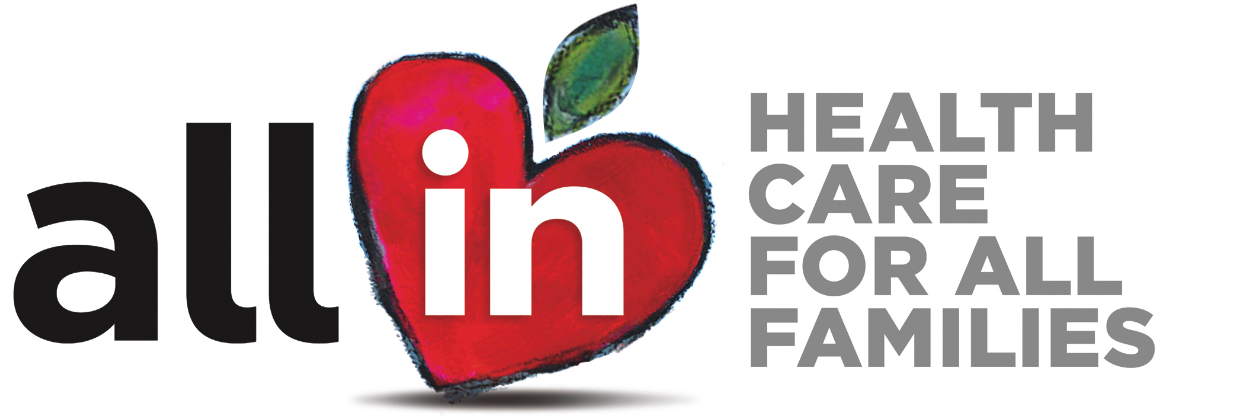 all in
HEALTH
CARE
FOR ALL
FAMILIES